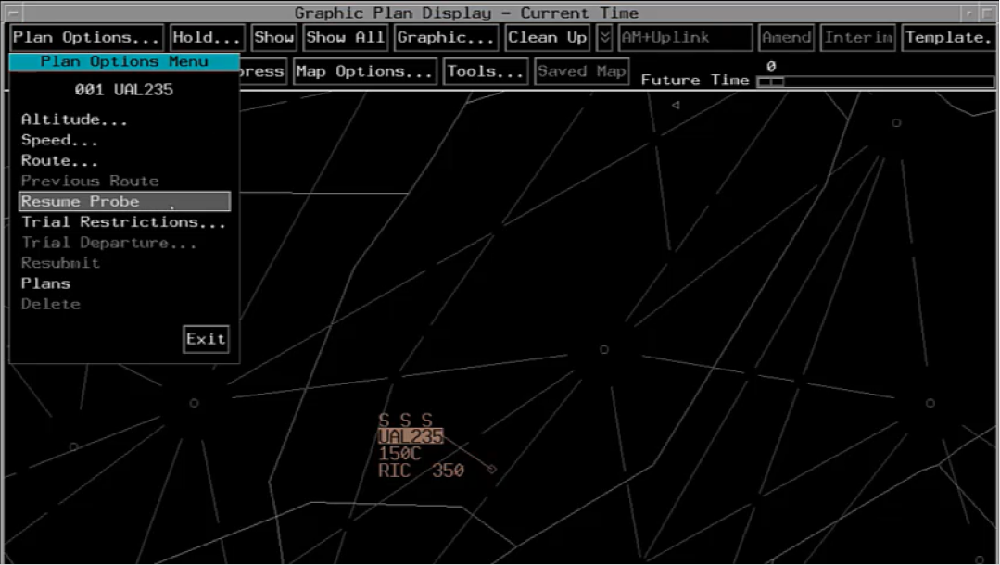 Graphic Plan Display - Current Time
Plan Options... Hold... Show Show All Graphic... Clean Up AM+Uplink Amend Interim Template.
Plan Options Menu
press Map Options... Tools... Saved Map Future Time 0
001 UAL235
Altitude...
Speed...
Route...
Previous Route
Resume Probe
Trial Restrictions...
Trial Departure...
Resubmit
Plans
Delete
Exit
S S S
UAL235
150C
RIC 350